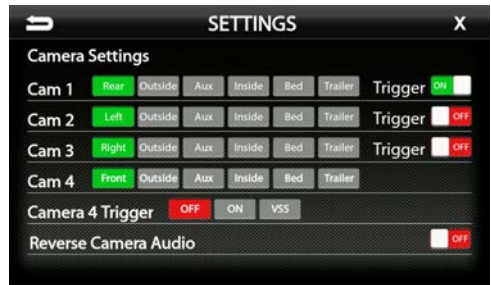 SETTINGS X
Camera Settings
Cam 1 Rear Outside Aux Inside Bed Trailer Trigger ON
Cam 2 Left Outside Aux Inside Bed Trailer Trigger OFF
Cam 3 Right Outside Aux Inside Bed Trailer Trigger OFF
Cam 4 Front Outside Aux Inside Bed Trailer
Camera 4 Trigger OFF ON VSS
Reverse Camera Audio OFF